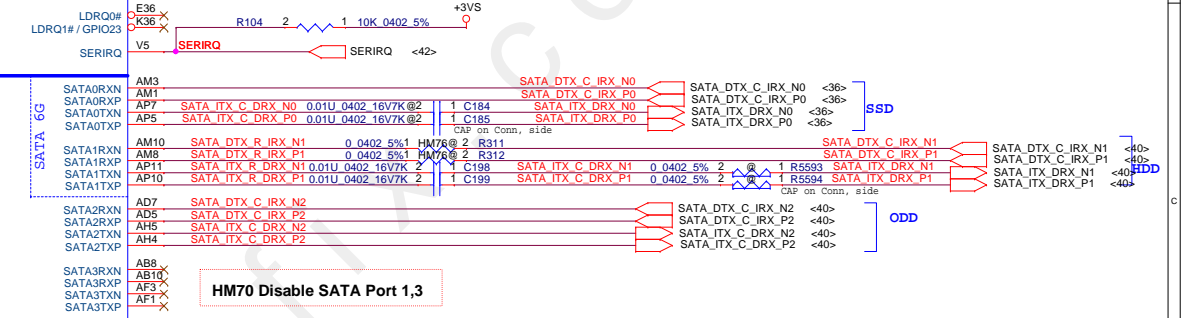 +3VS
LDRQ0# E36
LDRQ1# / GPIO23 K36 R104 2 1 10K_0402_5%
SERIRQ V5 SERIRQ SERIRQ <42>
SATA 6G
SATA0RXN AM3 SATA_DTX_C_IRX_N0 SATA_DTX_C_IRX_N0 <36>
SATA0RXP AM1 SATA_DTX_C_IRX_P0 SATA_DTX_C_IRX_P0 <36>
SATA0TXN AP7 SATA_ITX_C_DRX_N0 0.01U_0402_16V7K@2 1 C184 SATA_ITX_DRX_N0 SATA_ITX_DRX_N0 <36>
SATA0TXP AP5 SATA_ITX_C_DRX_P0 0.01U_0402_16V7K@2 1 C185 SATA_ITX_DRX_P0 SATA_ITX_DRX_P0 <36>
SSD
CAP on Conn, side
SATA1RXN AM10 SATA_DTX_R_IRX_N1 0_0402_5%1 HM76@ 2 R311 SATA_DTX_C_IRX_N1 SATA_DTX_C_IRX_N1 <40>
SATA1RXP AM8 SATA_DTX_R_IRX_P1 0_0402_5%1 HM76@ 2 R312 SATA_DTX_C_IRX_P1 SATA_DTX_C_IRX_P1 <40>
SATA1TXN AP11 SATA_ITX_R_DRX_N1 0.01U_0402_16V7K 2 1 C198 SATA_ITX_C_DRX_N1 0_0402_5% 2 @ 1 R5593 SATA_ITX_DRX_N1 SATA_ITX_DRX_N1 <40>
SATA1TXP AP10 SATA_ITX_R_DRX_P1 0.01U_0402_16V7K 2 1 C199 SATA_ITX_C_DRX_P1 0_0402_5% 2 @ 1 R5594 SATA_ITX_DRX_P1 SATA_ITX_DRX_P1 <40>
HDD
CAP on Conn, side
SATA2RXN AD7 SATA_DTX_C_IRX_N2 SATA_DTX_C_IRX_N2 <40>
SATA2RXP AD5 SATA_DTX_C_IRX_P2 SATA_DTX_C_IRX_P2 <40>
SATA2TXN AH5 SATA_ITX_C_DRX_N2 SATA_ITX_C_DRX_N2 <40>
SATA2TXP AH4 SATA_ITX_C_DRX_P2 SATA_ITX_C_DRX_P2 <40>
ODD
C
SATA3RXN AB8
SATA3RXP AB10
SATA3TXN AF3
SATA3TXP AF1
HM70 Disable SATA Port 1,3